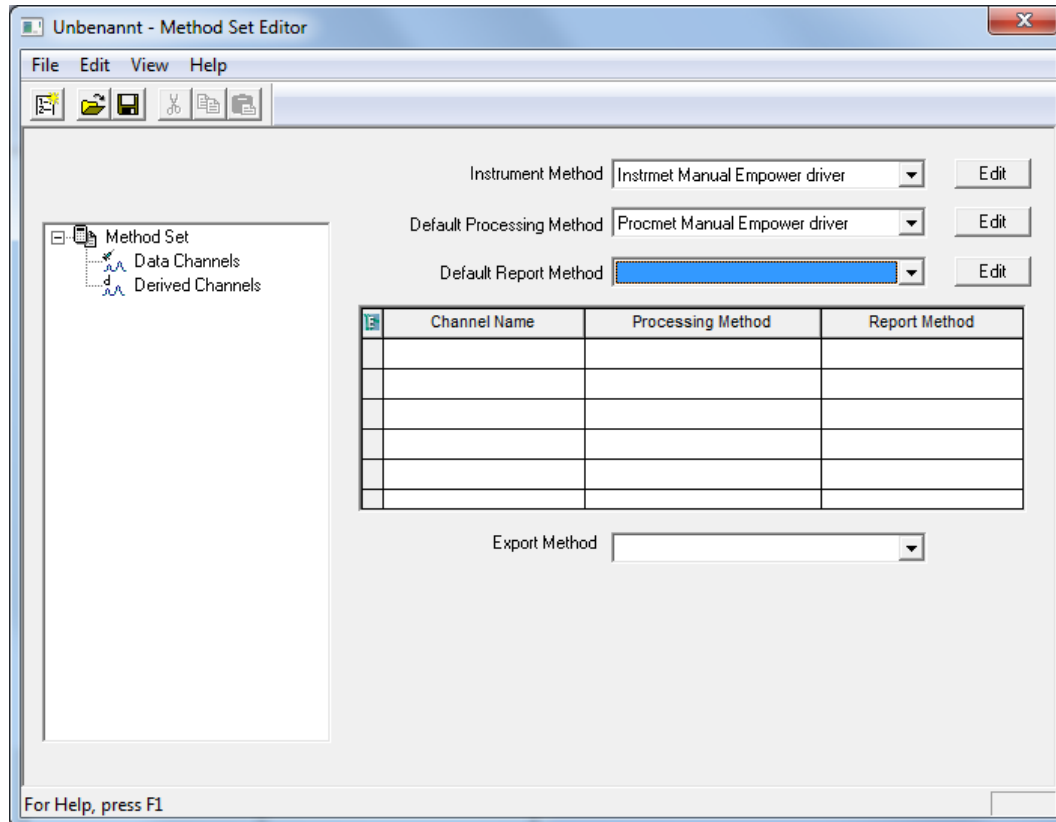 Unbenannt - Method Set Editor
File Edit View Help
Instrument Method Instrmet Manual Empower driver Edit
Default Processing Method Procmet Manual Empower driver Edit
Default Report Method Edit
Method Set
Data Channels
Derived Channels
Channel Name Processing Method Report Method
Export Method
For Help, press F1